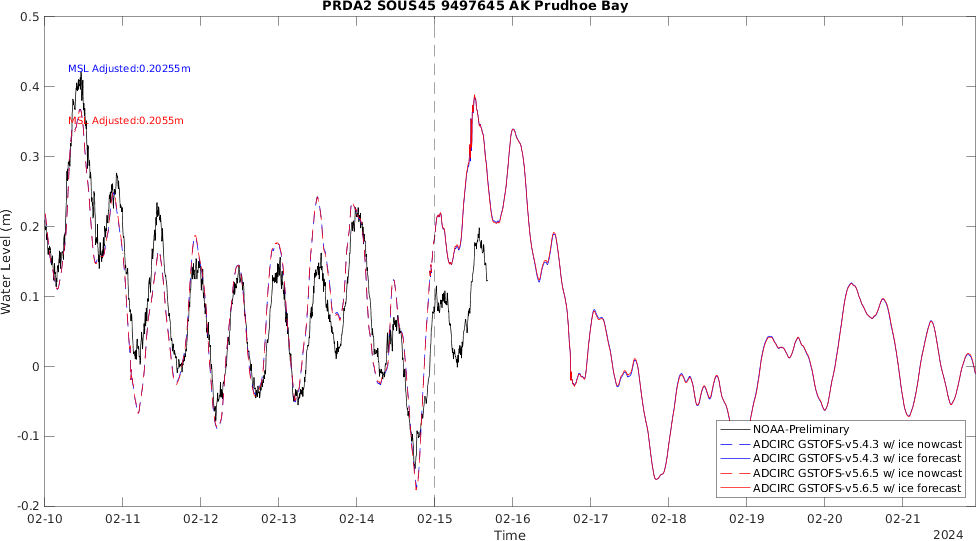 PRDA2 SOUS45 9497645 AK Prudhoe Bay
0.5
MSL Adjusted:0.20255m
0.4
MSL Adjusted:0.2055m
0.3
0.2
Water Level (m)
0.1
0
-0.1
NOAA-Preliminary
ADCIRC GSTOFS-v5.4.3 w/ ice nowcast
ADCIRC GSTOFS-v5.4.3 w/ ice forecast
ADCIRC GSTOFS-v5.6.5 w/ ice nowcast
ADCIRC GSTOFS-v5.6.5 w/ ice forecast
-0.2
02-10 02-11 02-12 02-13 02-14 02-15 02-16 02-17 02-18 02-19 02-20 02-21
Time
2024